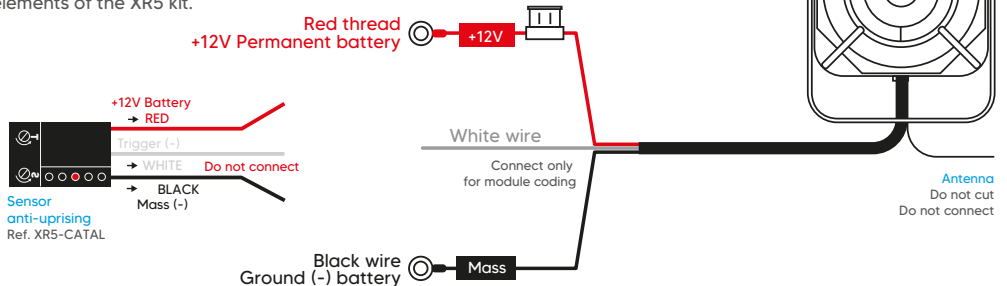 elements of the XR5 kit.
Red thread
+12V Permanent battery
+12V
+12V Battery
→ RED
Trigger (-)
→ WHITE Do not connect
→ BLACK
Mass (-)
1
2
Sensor
anti-uprising
Ref. XR5-CATAL
White wire
Connect only
for module coding
Antenna
Do not cut
Do not connect
Black wire
Ground (-) battery
Mass